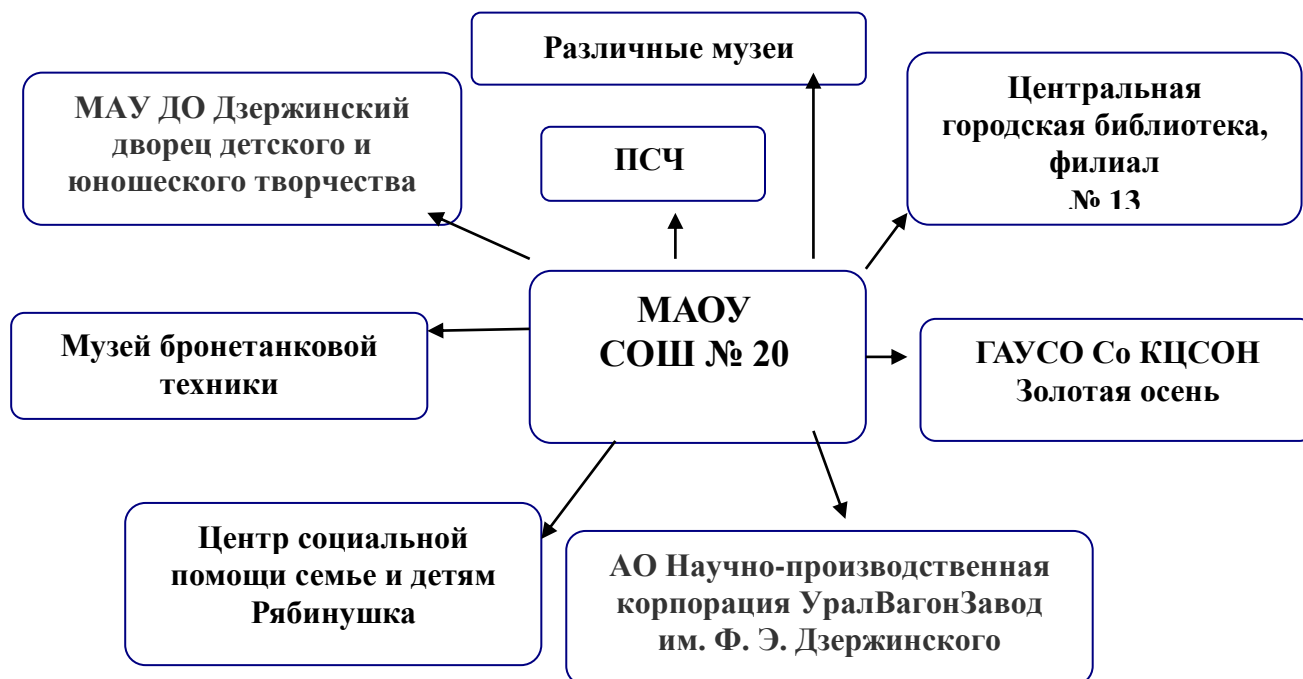 Различные музеи
МАУ ДО Дзержинский
дворец детского и
юношеского творчества
ПСЧ
Центральная
городская библиотека,
филиал
№ 13
МАОУ
СОШ № 20
Музей бронетанковой
техники
ГАУСО Со КЦСОН
Золотая осень
Центр социальной
помощи семье и детям
Рябинушка
АО Научно-производственная
корпорация УралВагонЗавод
им. Ф. Э. Дзержинского